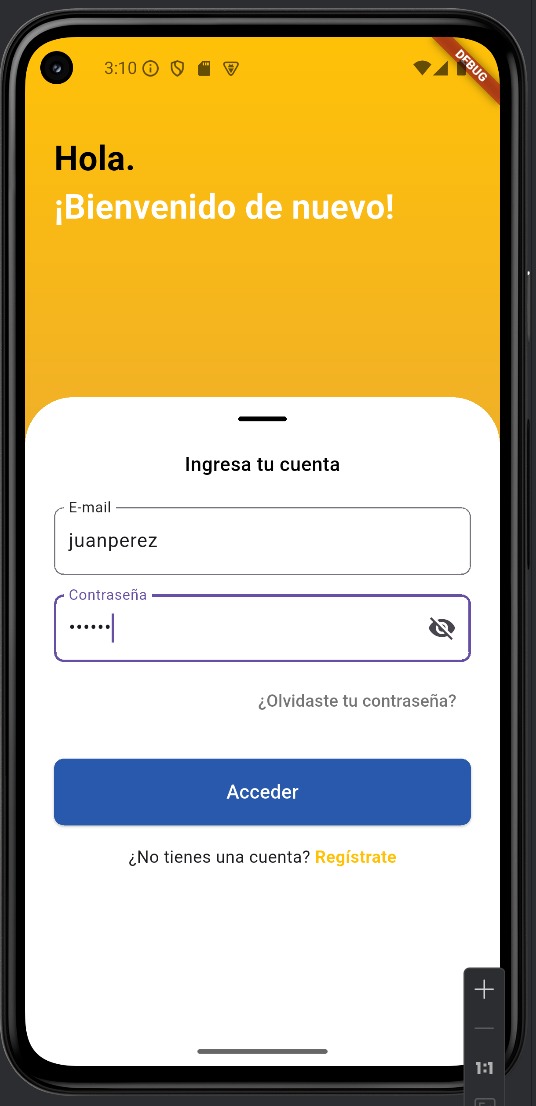 3:10
DEBUG
Hola.
¡Bienvenido de nuevo!
Ingresa tu cuenta
E-mail
juanperez
Contraseña
••••••
¿Olvidaste tu contraseña?
Acceder
¿No tienes una cuenta? Regístrate
1:1